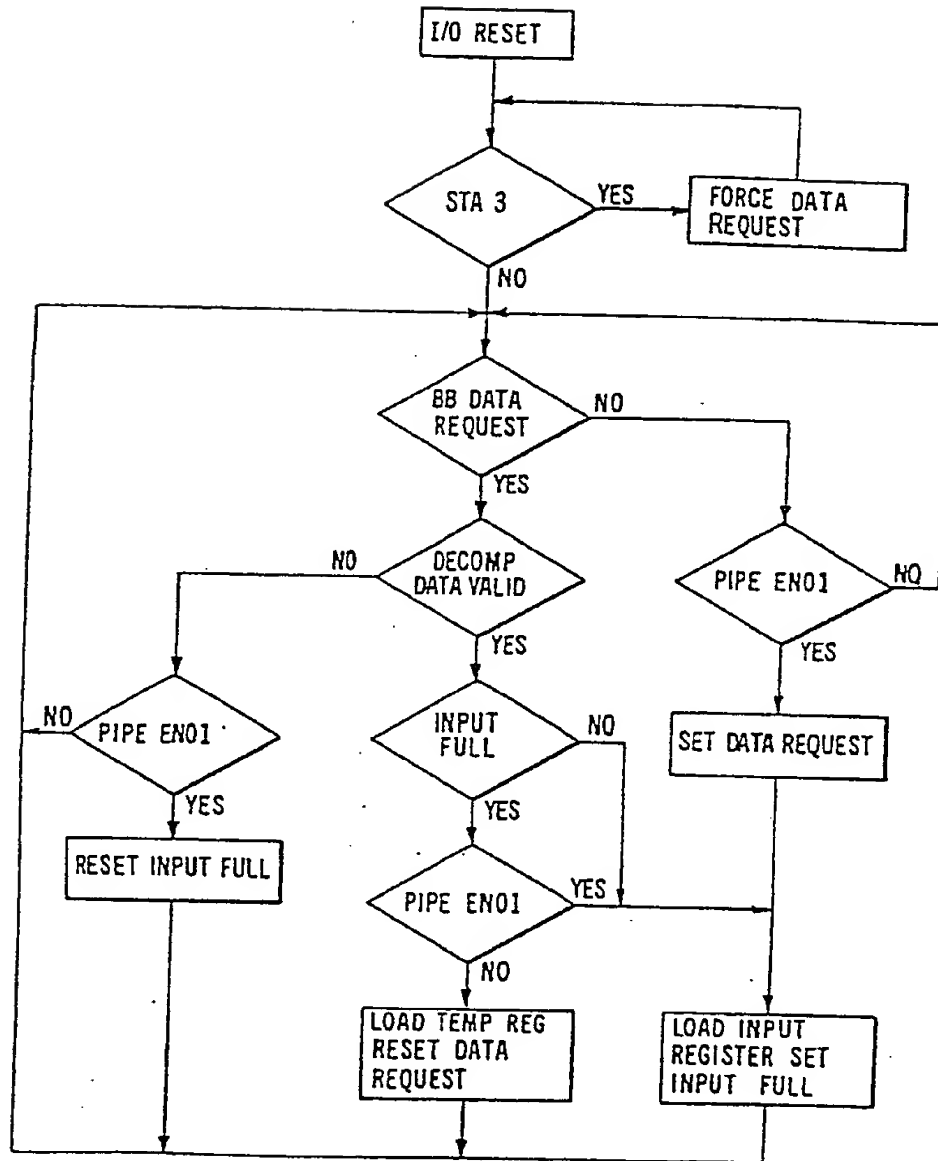 I/O RESET
STA 3
YES
FORCE DATA
REQUEST
NO
BB DATA
REQUEST
NO
YES
NO
DECOMP
DATA VALID
PIPE EN01
NO
YES
YES
NO
PIPE EN01
INPUT
FULL
NO
SET DATA REQUEST
YES
YES
RESET INPUT FULL
PIPE EN01
YES
NO
LOAD TEMP REG
RESET DATA
REQUEST
LOAD INPUT
REGISTER SET
INPUT FULL